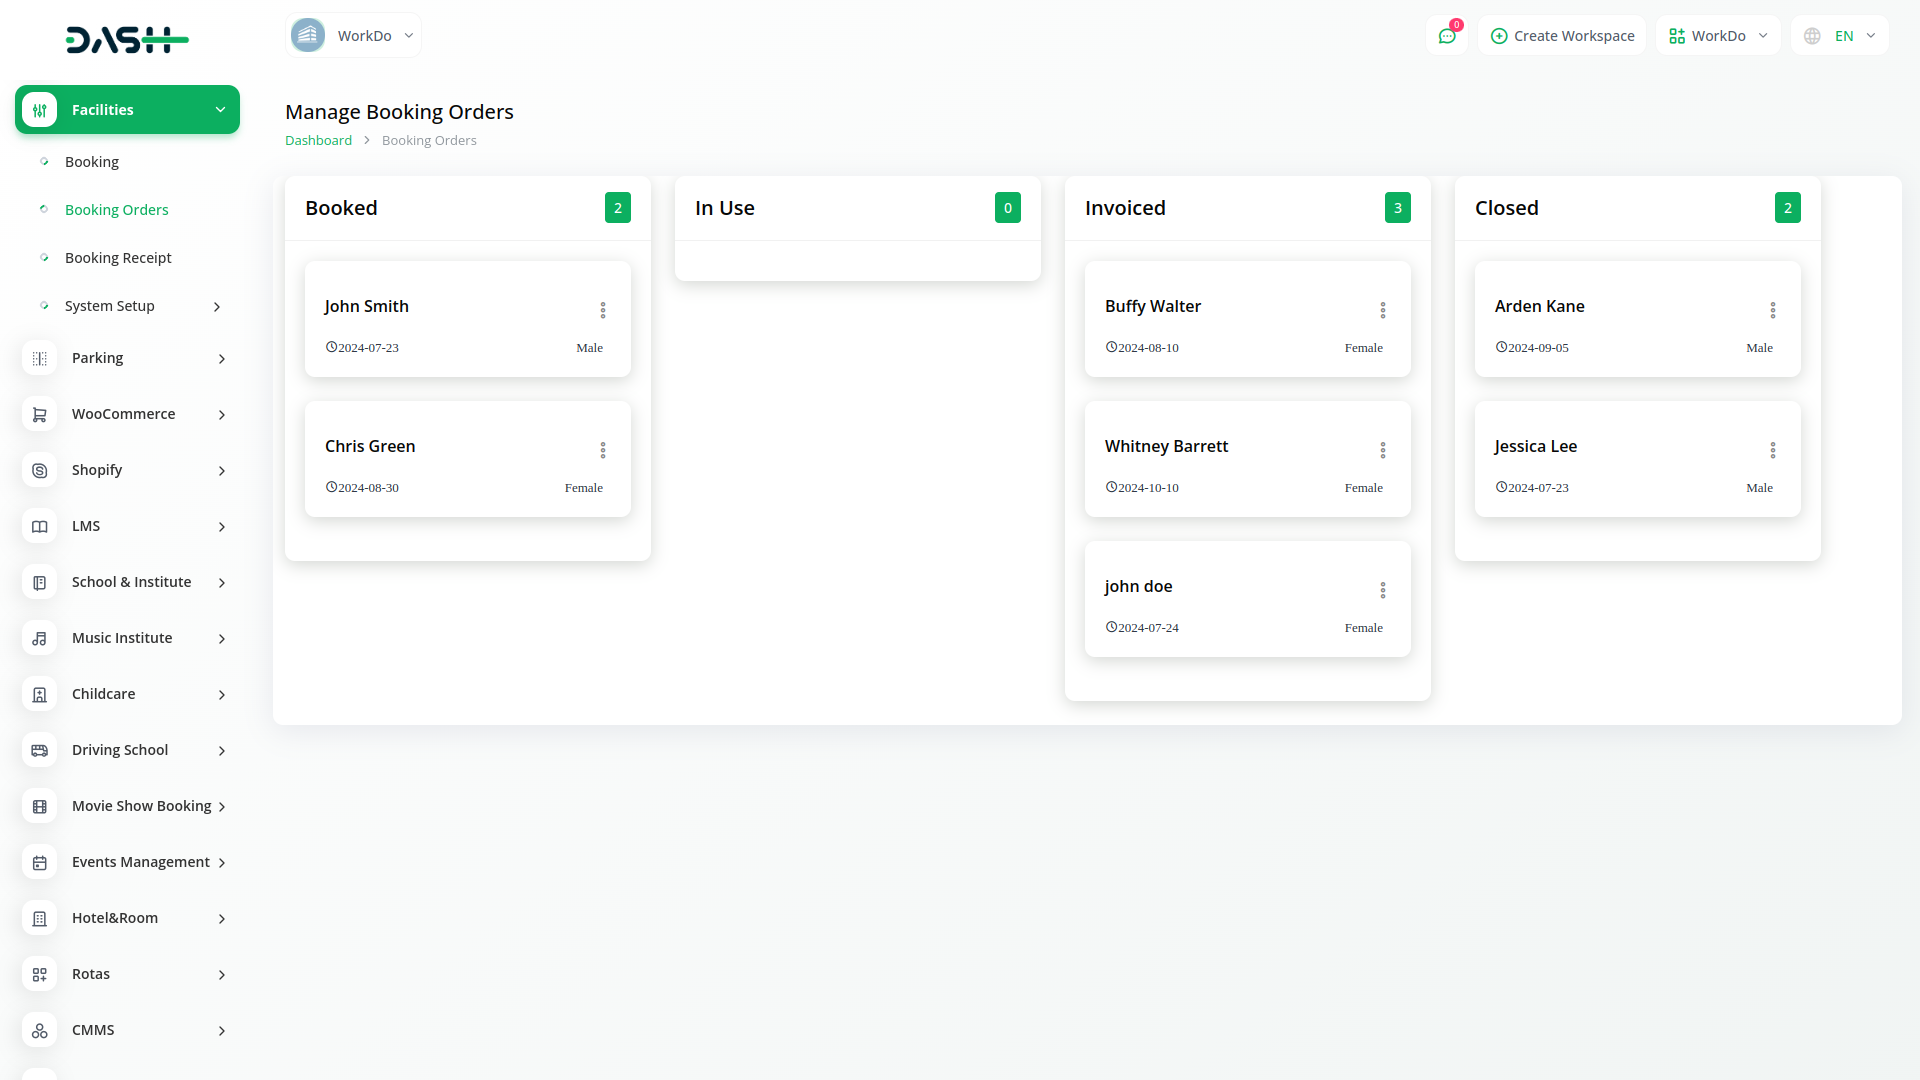 DASH
WorkDo
0
Create Workspace
WorkDo
EN
Facilities
Booking
Booking Orders
Booking Receipt
System Setup
Parking
WooCommerce
Shopify
LMS
School & Institute
Music Institute
Childcare
Driving School
Movie Show Booking
Events Management
Hotel&Room
Rotas
CMMS
Manage Booking Orders
Dashboard > Booking Orders
Booked 2
John Smith
2024-07-23 Male
Chris Green
2024-08-30 Female
In Use 0
Invoiced 3
Buffy Walter
2024-08-10 Female
Whitney Barrett
2024-10-10 Female
john doe
2024-07-24 Female
Closed 2
Arden Kane
2024-09-05 Male
Jessica Lee
2024-07-23 Male